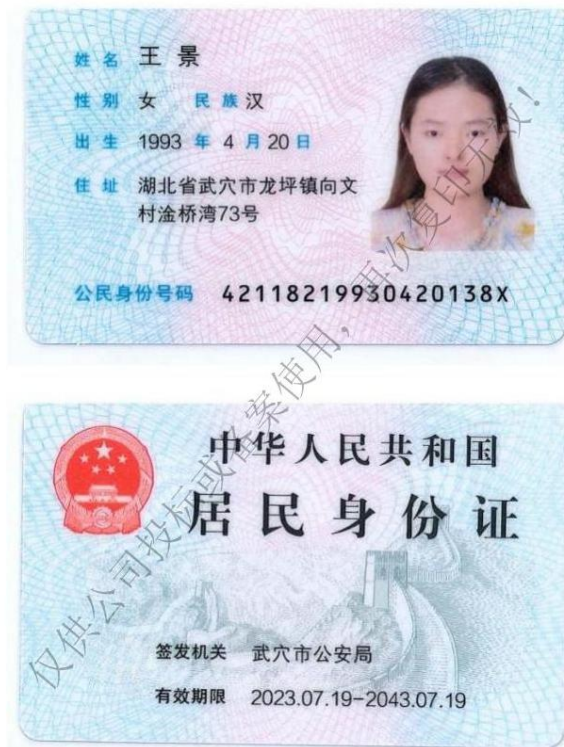 姓名 王景
性别 女 民族 汉
出生 1993 年 4 月 20 日
住址 湖北省武穴市龙坪镇向文
村淦桥湾73号
公民身份号码 42118219930420138X
中华人民共和国
居民身份证
签发机关 武穴市公安局
有效期限 2023.07.19-2043.07.19
仅供公司投标或备案使用，再次复印无效！